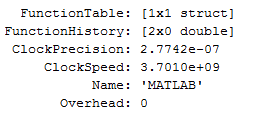 FunctionTable: [1x1 struct]
FunctionHistory: [2x0 double]
ClockPrecision: 2.7742e-07
ClockSpeed: 3.7010e+09
Name: 'MATLAB'
Overhead: 0